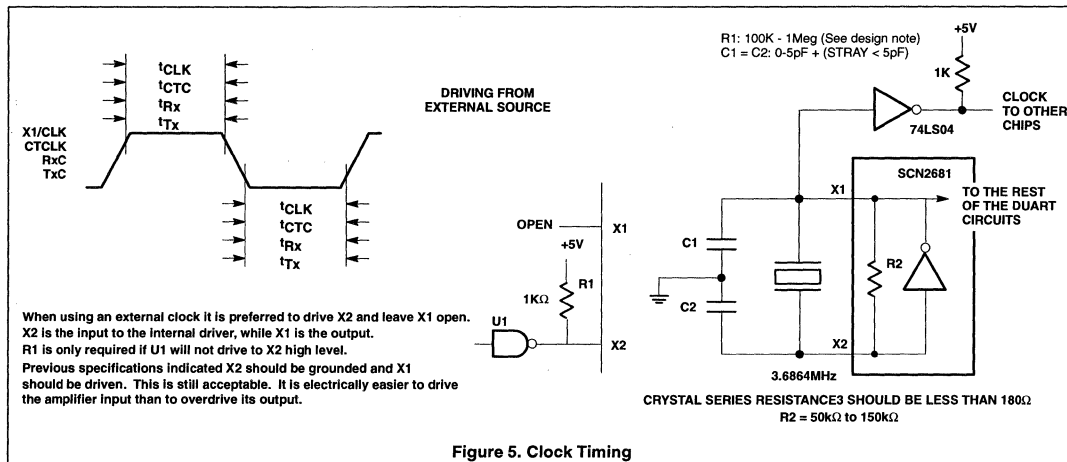 tCLK
tCTC
tRx
tTx
X1/CLK
CTCLK
RxC
TxC
tCLK
tCTC
tRx
tTx
When using an external clock it is preferred to drive X2 and leave X1 open.
X2 is the input to the internal driver, while X1 is the output.
R1 is only required if U1 will not drive to X2 high level.
Previous specifications indicated X2 should be grounded and X1
should be driven. This is still acceptable. It is electrically easier to drive
the amplifier input than to overdrive its output.
DRIVING FROM
EXTERNAL SOURCE
OPEN
X1
+5V
R1
1KΩ
U1
X2
R1: 100K - 1Meg (See design note)
C1 = C2: 0-5pF + (STRAY < 5pF)
+5V
1K
CLOCK
TO OTHER
CHIPS
74LS04
SCN2681
X1
TO THE REST
OF THE DUART
CIRCUITS
C1
R2
C2
X2
3.6864MHz
CRYSTAL SERIES RESISTANCE3 SHOULD BE LESS THAN 180Ω
R2 = 50kΩ to 150kΩ
Figure 5. Clock Timing